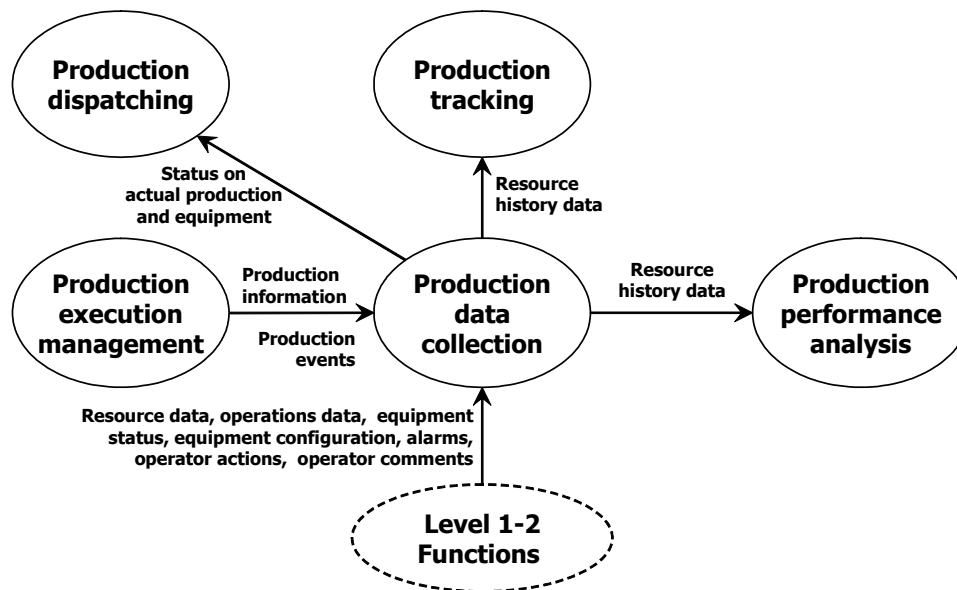 Production
dispatching
Production
tracking
Status on
actual production
and equipment
Resource
history data
Production
execution
management
Production
information
Production
events
Production
data
collection
Resource
history data
Production
performance
analysis
Resource data, operations data, equipment
status, equipment configuration, alarms,
operator actions, operator comments
Level 1-2
Functions